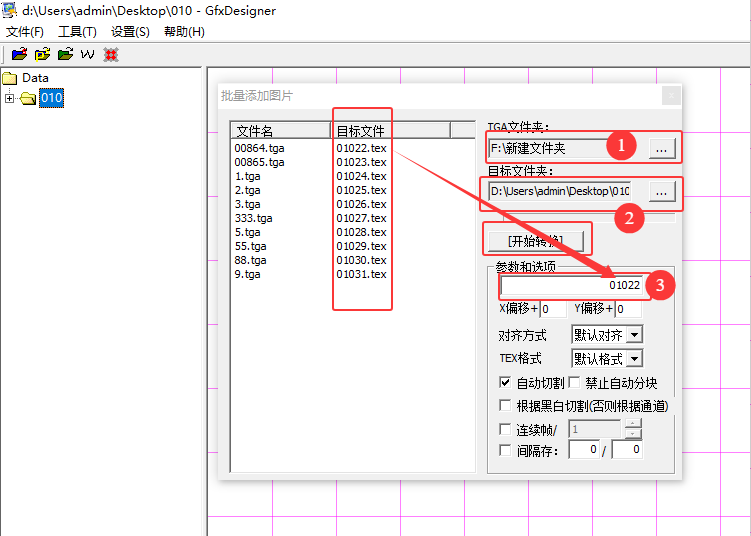 d:\Users\admin\Desktop\010 - GfxDesigner
文件(F) 工具(T) 设置(S) 帮助(H)
W
Data
010
批量添加图片
文件名 目标文件
00864.tga 01022.tex
00865.tga 01023.tex
1.tga 01024.tex
2.tga 01025.tex
3.tga 01026.tex
333.tga 01027.tex
5.tga 01028.tex
55.tga 01029.tex
88.tga 01030.tex
9.tga 01031.tex
TGA文件夹:
F:\新建文件夹 1 ...
目标文件夹:
D:\Users\admin\Desktop\010 ...
2
[开始转换]
参数和选项
01022 3
X偏移+ 0 Y偏移+ 0
对齐方式 默认对齐
TEX格式 默认格式
自动切割 禁止自动分块
根据黑白切割(否则根据通道)
连续帧/ 1
间隔存: 0 / 0